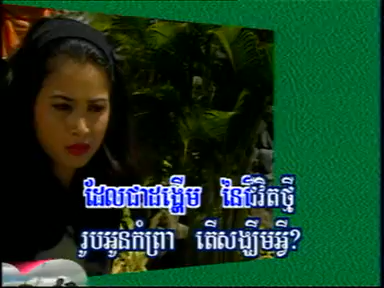 ដែលជាដង្ហើម នៃជីវិតថ្មី
រូបអូនកំព្រា តើសង្ឃឹមអ្វី?